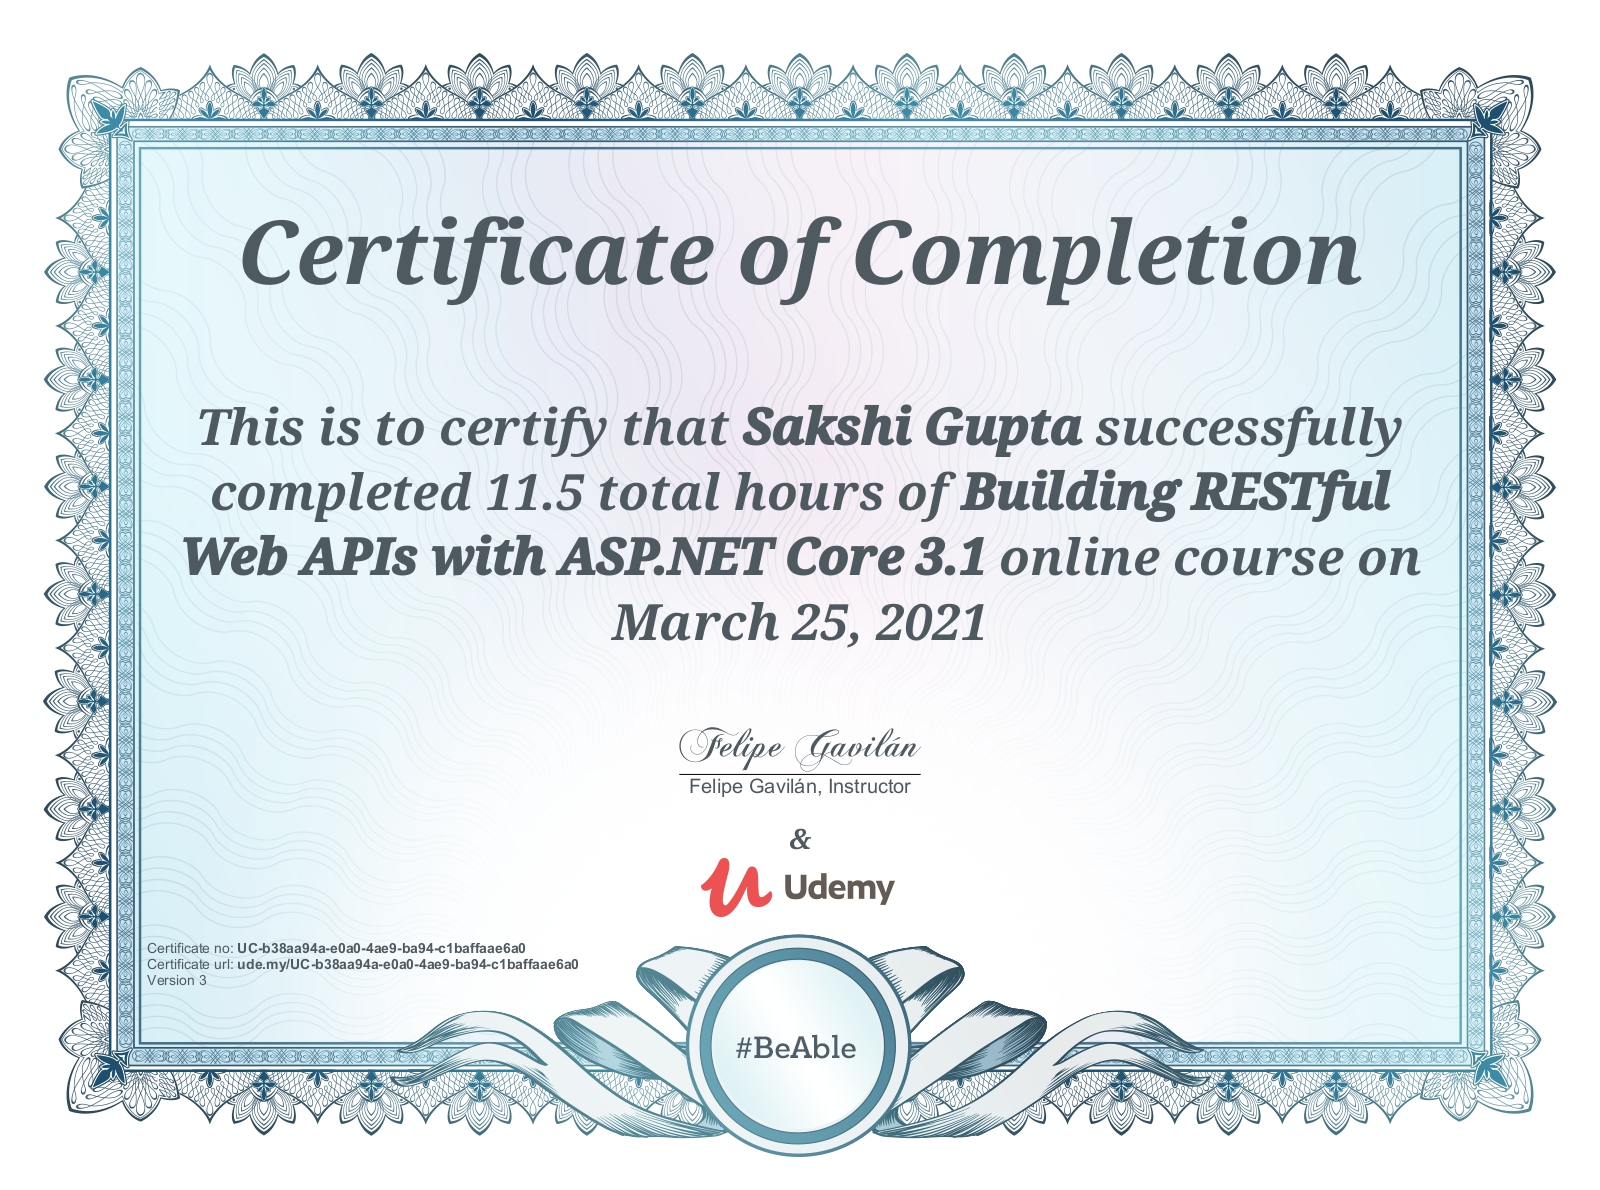 Certificate of Completion
This is to certify that Sakshi Gupta successfully
completed 11.5 total hours of Building RESTful
Web APIs with ASP.NET Core 3.1 online course on
March 25, 2021
Felipe Gavilán
Felipe Gavilán, Instructor
&
Udemy
Certificate no: UC-b38aa94a-e0a0-4ae9-ba94-c1baffaae6a0
Certificate url: ude.my/UC-b38aa94a-e0a0-4ae9-ba94-c1baffaae6a0
Version 3
#BeAble